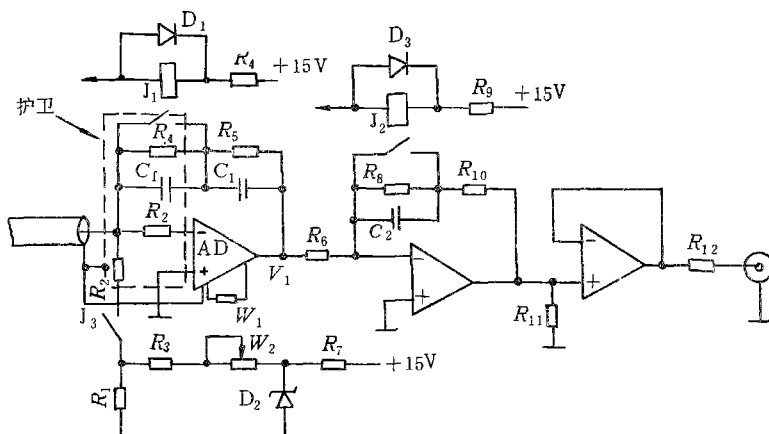 D₁
R₄
+15V
J₁
D₃
R₉
+15V
J₂
护卫
R₄
R₅
C_f
C₁
R₂
AD
−
+
V₁
W₁
R₂
J₃
R₆
R₈
R₁₀
C₂
−
+
R₁₁
−
+
R₁₂
R₃
W₂
R₇
+15V
D₂
R₁